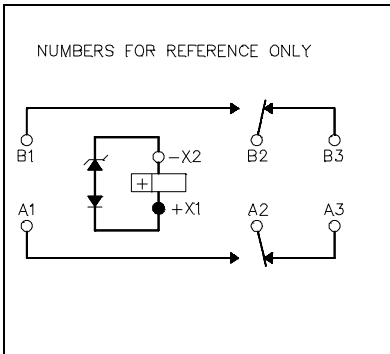 NUMBERS FOR REFERENCE ONLY
B1 -X2 B2 B3
+
A1 +X1 A2 A3